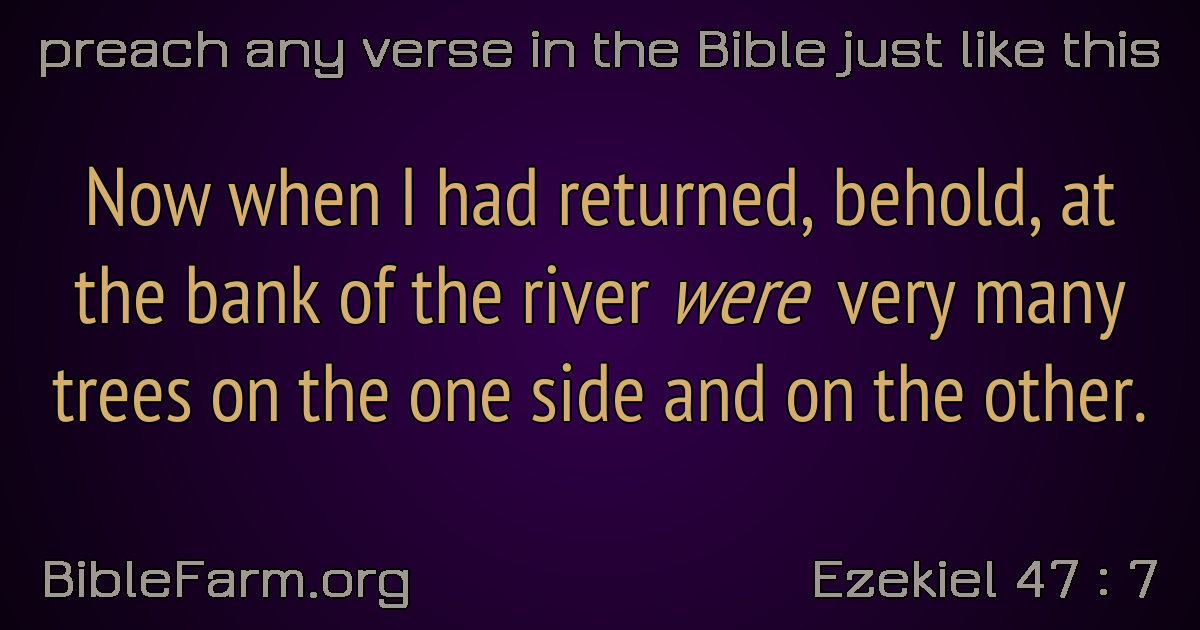 preach any verse in the Bible just like this
Now when I had returned, behold, at
the bank of the river were very many
trees on the one side and on the other.
BibleFarm.org
Ezekiel 47 : 7